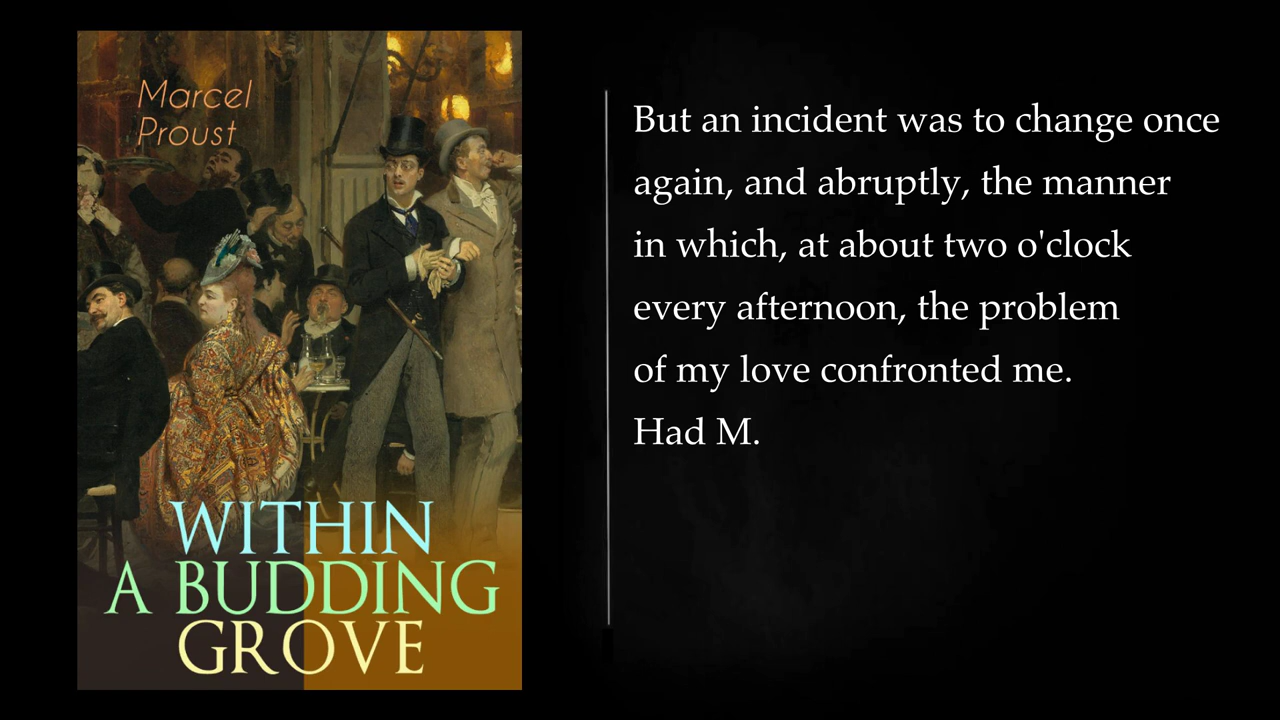 Marcel
Proust
WITHIN
A BUDDING
GROVE
But an incident was to change once
again, and abruptly, the manner
in which, at about two o'clock
every afternoon, the problem
of my love confronted me.
Had M.